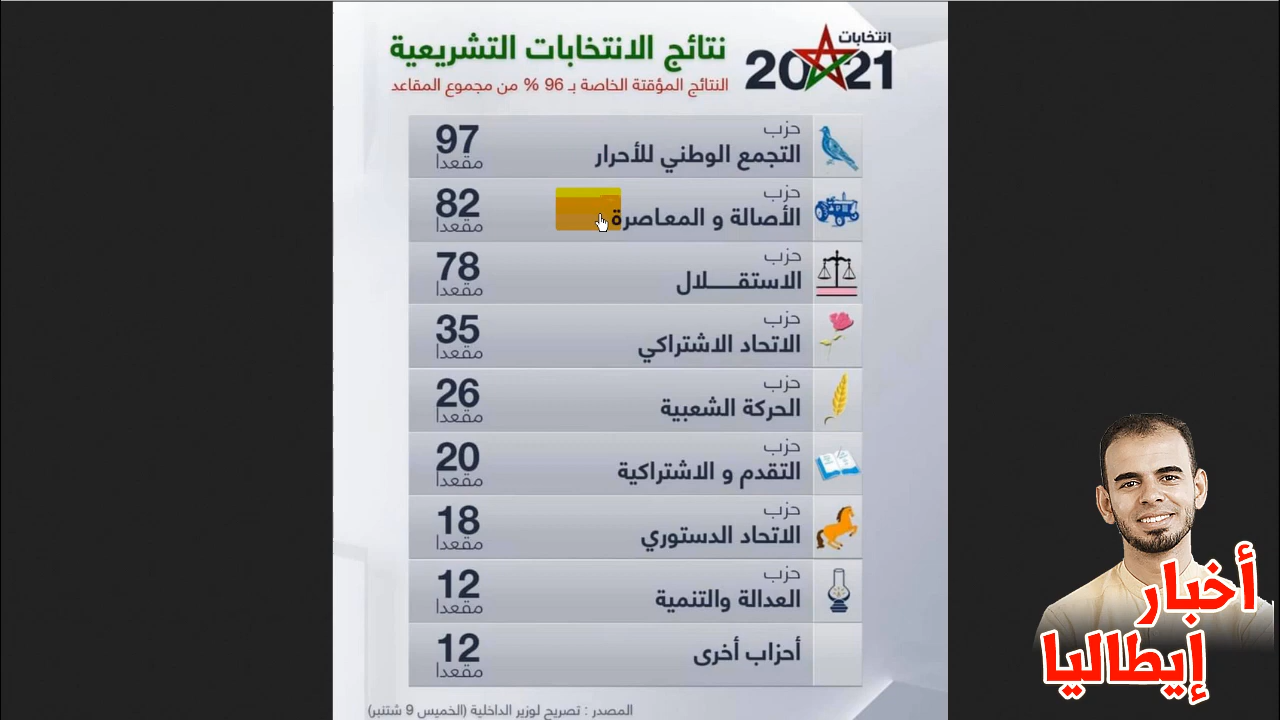 انتخابات
2021
نتائج الانتخابات التشريعية
النتائج المؤقتة الخاصة بـ 96 % من مجموع المقاعد
حزب
التجمع الوطني للأحرار
97
مقعدا
حزب
الأصالة و المعاصرة
82
مقعدا
حزب
الاستقـــــلال
78
مقعدا
حزب
الاتحاد الاشتراكي
35
مقعدا
حزب
الحركة الشعبية
26
مقعدا
حزب
التقدم و الاشتراكية
20
مقعدا
حزب
الاتحاد الدستوري
18
مقعدا
حزب
العدالة والتنمية
12
مقعدا
أحزاب أخرى
12
مقعدا
المصدر : تصريح لوزير الداخلية (الخميس 9 شتنبر)
أخبار
إيطاليا